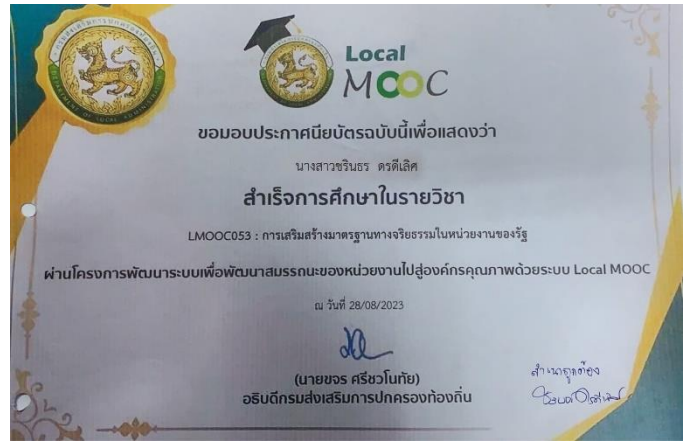 Local
MOOC
ขอมอบประกาศนียบัตรฉบับนี้เพื่อแสดงว่า
นางสาวชรินธร ดรดีเลิศ
สำเร็จการศึกษาในรายวิชา
LMOOC053 : การเสริมสร้างมาตรฐานทางจริยธรรมในหน่วยงานของรัฐ
ผ่านโครงการพัฒนาระบบเพื่อพัฒนาสมรรถนะของหน่วยงานไปสู่องค์กรคุณภาพด้วยระบบ Local MOOC
ณ วันที่ 28/08/2023
(นายขจร ศรีชวโนทัย)
อธิบดีกรมส่งเสริมการปกครองท้องถิ่น
สำเนาถูกต้อง